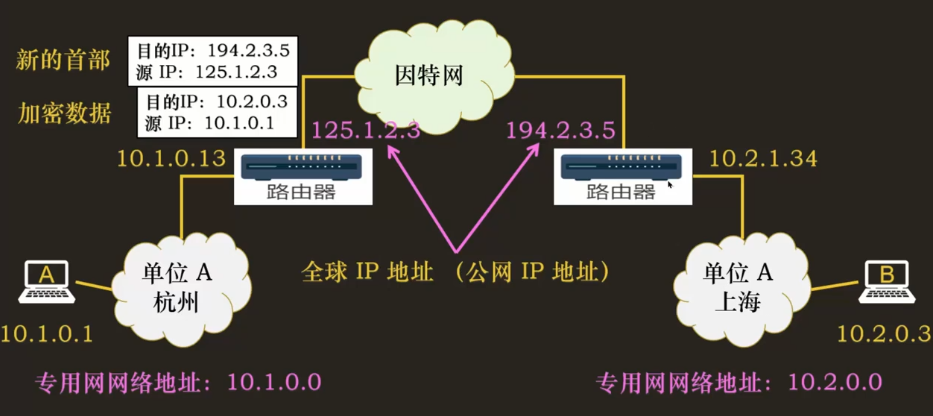 新的首部
目的IP: 194.2.3.5
源 IP: 125.1.2.3
加密数据
目的IP: 10.2.0.3
源 IP: 10.1.0.1
因特网
125.1.2.3
194.2.3.5
10.1.0.13
10.2.1.34
路由器
路由器
A
单位 A
杭州
全球 IP 地址 （公网 IP 地址）
单位 A
上海
B
10.1.0.1
10.2.0.3
专用网网络地址：10.1.0.0
专用网网络地址：10.2.0.0